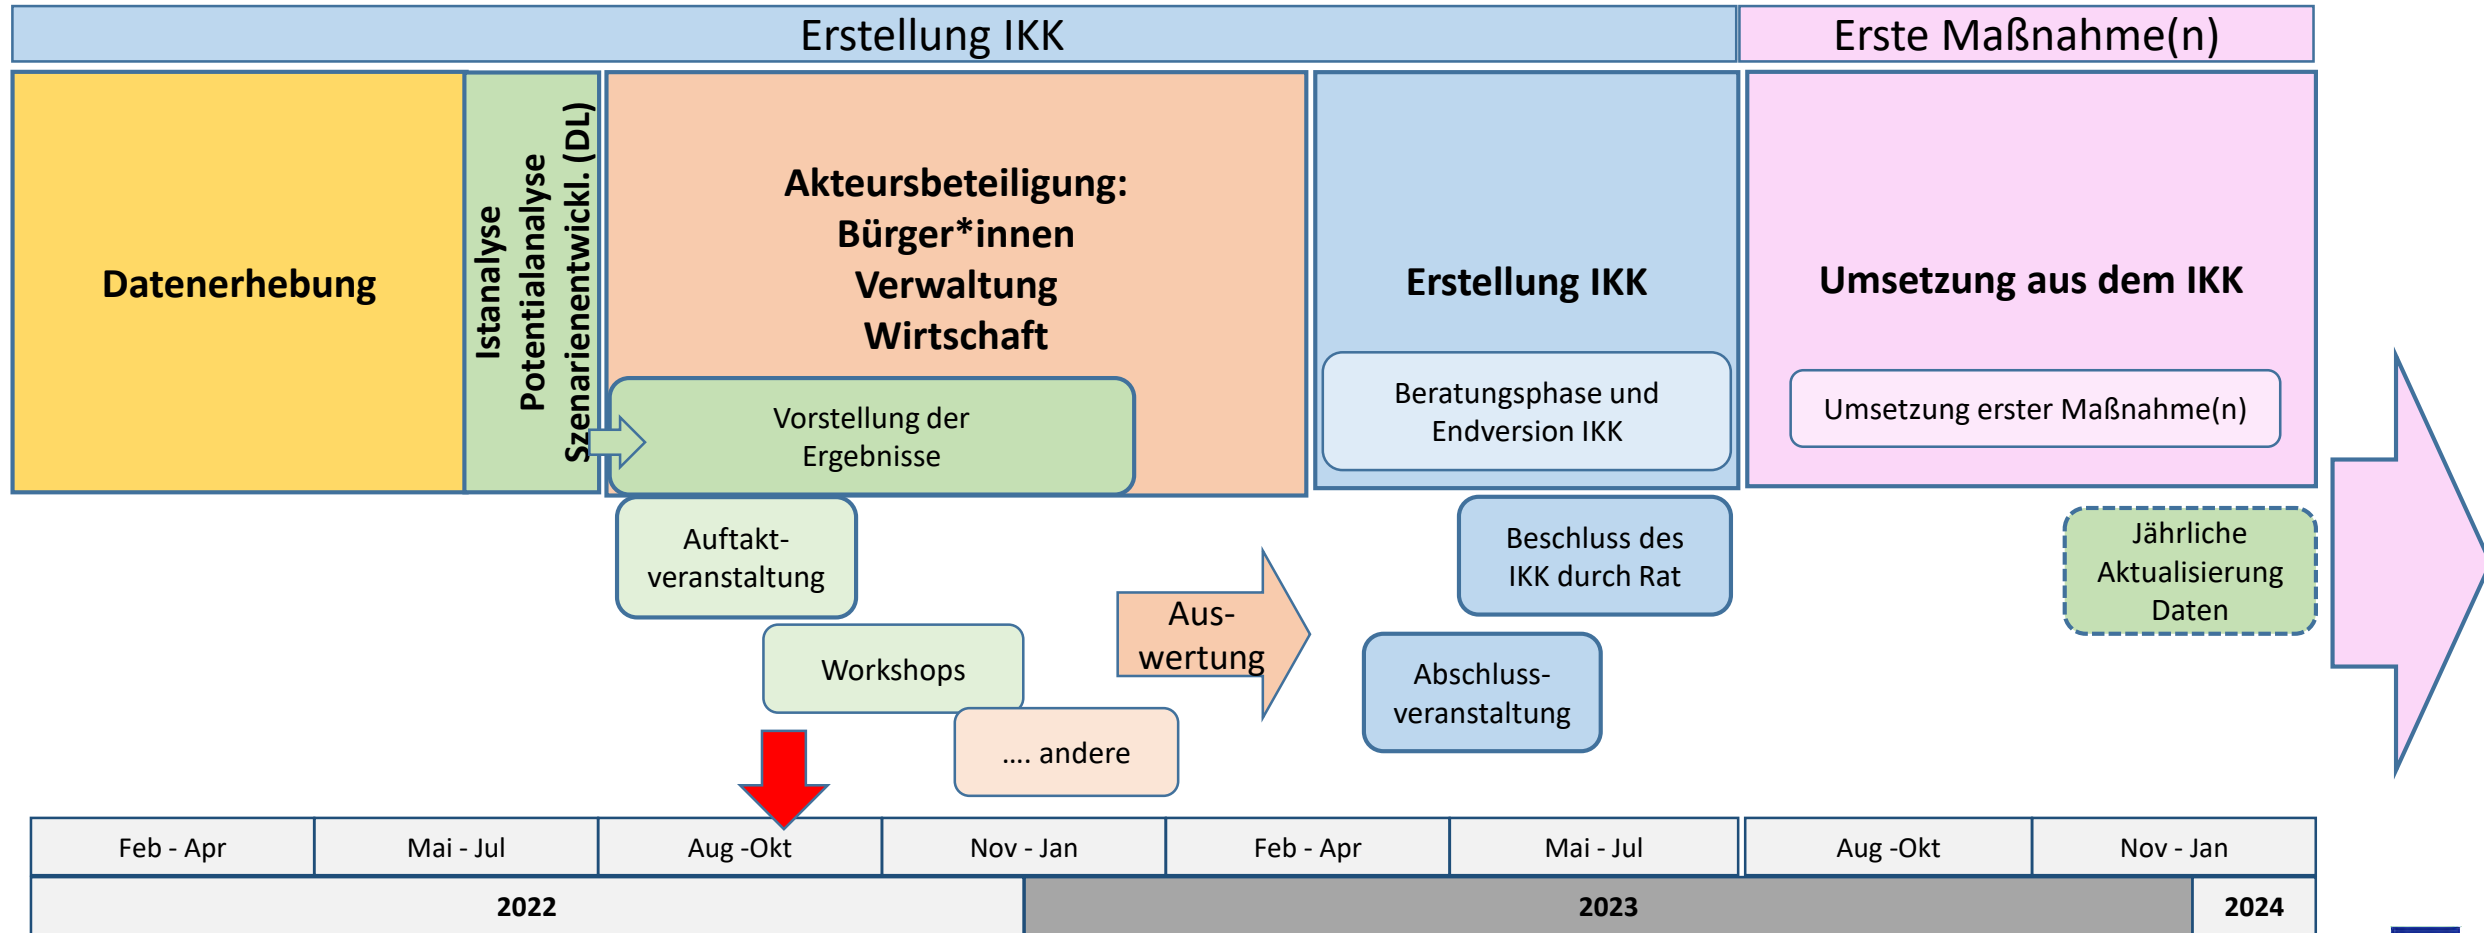 Erstellung IKK
Erste Maßnahme(n)
Datenerhebung
Istanalyse
Potentialanalyse
Szenarienentwickl. (DL)
Akteursbeteiligung:
Bürger*innen
Verwaltung
Wirtschaft
Vorstellung der
Ergebnisse
Erstellung IKK
Beratungsphase und
Endversion IKK
Umsetzung aus dem IKK
Umsetzung erster Maßnahme(n)
Auftakt-
veranstaltung
Workshops
.... andere
Aus-
wertung
Beschluss des
IKK durch Rat
Abschluss-
veranstaltung
Jährliche
Aktualisierung
Daten
Feb - Apr
Mai - Jul
Aug -Okt
Nov - Jan
Feb - Apr
Mai - Jul
Aug -Okt
Nov - Jan
2022
2023
2024